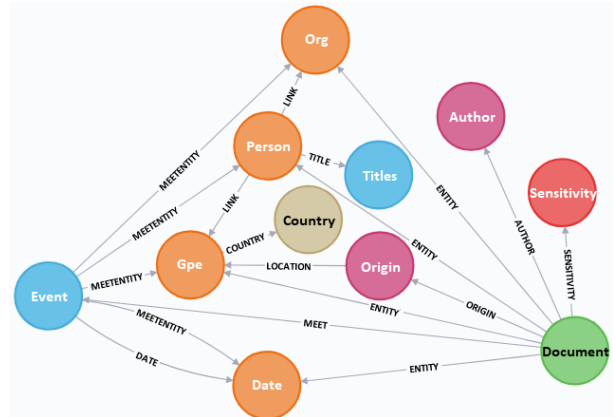 Org
LINK
Author
MEETENTITY
Person
TITLE
Titles
ENTITY
Sensitivity
MEETENTITY
LINK
Country
AUTHOR
SENSITIVITY
COUNTRY
ENTITY
Gpe
LOCATION
Origin
MEETENTITY
Event
ENTITY
ORIGIN
MEETENTITY
MEET
Document
DATE
ENTITY
Date